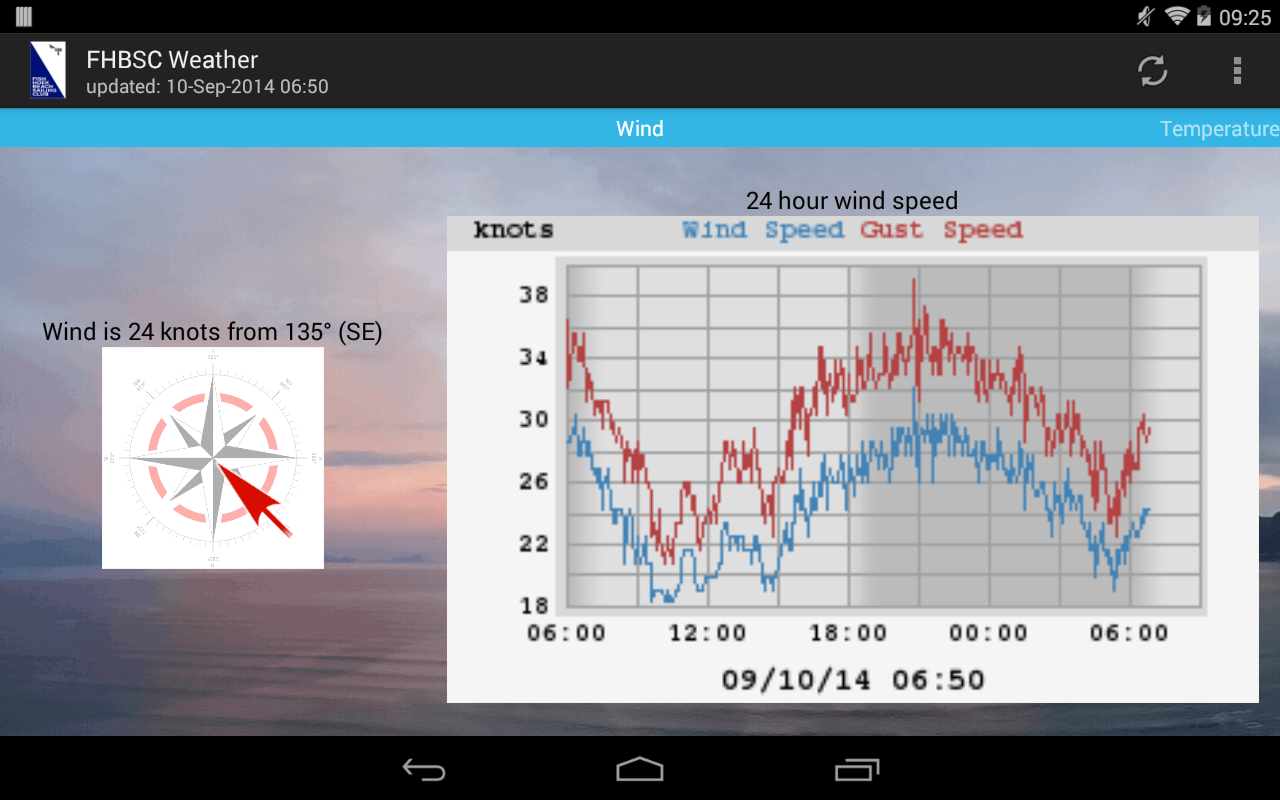 09:25
FISH
HOEK
BEACH
SAILING
CLUB
FHBSC Weather
updated: 10-Sep-2014 06:50
Wind
Temperature
Wind is 24 knots from 135° (SE)
24 hour wind speed
knots Wind Speed Gust Speed
38
34
30
26
22
18
06:00 12:00 18:00 00:00 06:00
09/10/14 06:50